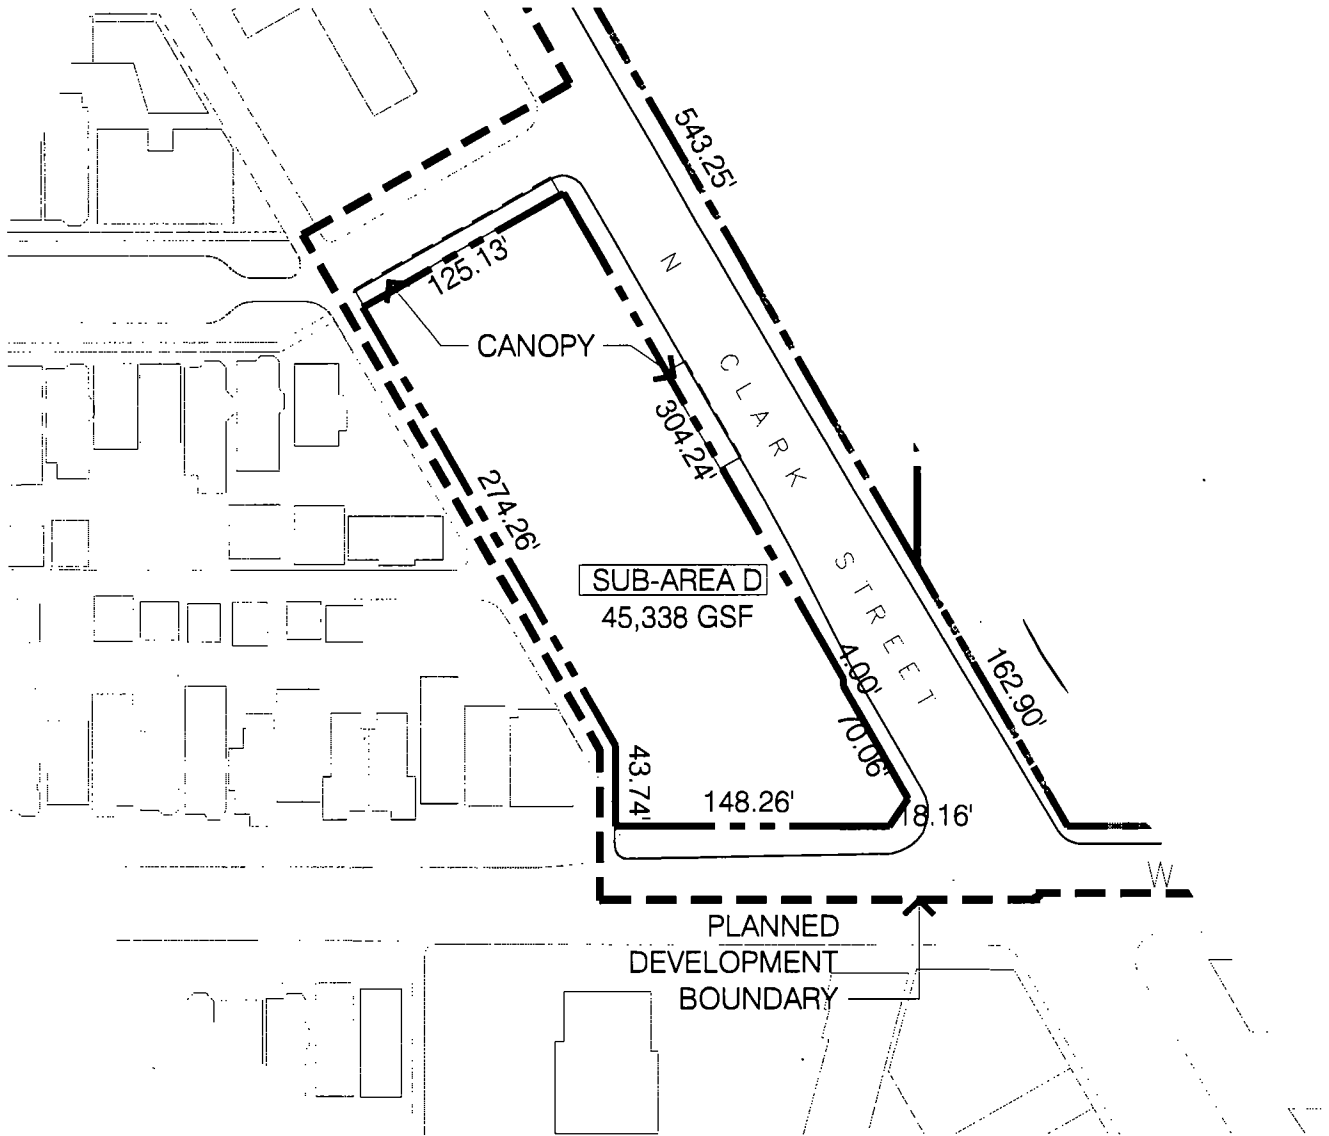 543.25'
125.13'
N CLARK STREET
CANOPY
304.24'
274.26'
SUB-AREA D
45,338 GSF
4.00'
162.90'
70.06'
43.74'
148.26'
18.16'
W
PLANNED
DEVELOPMENT
BOUNDARY